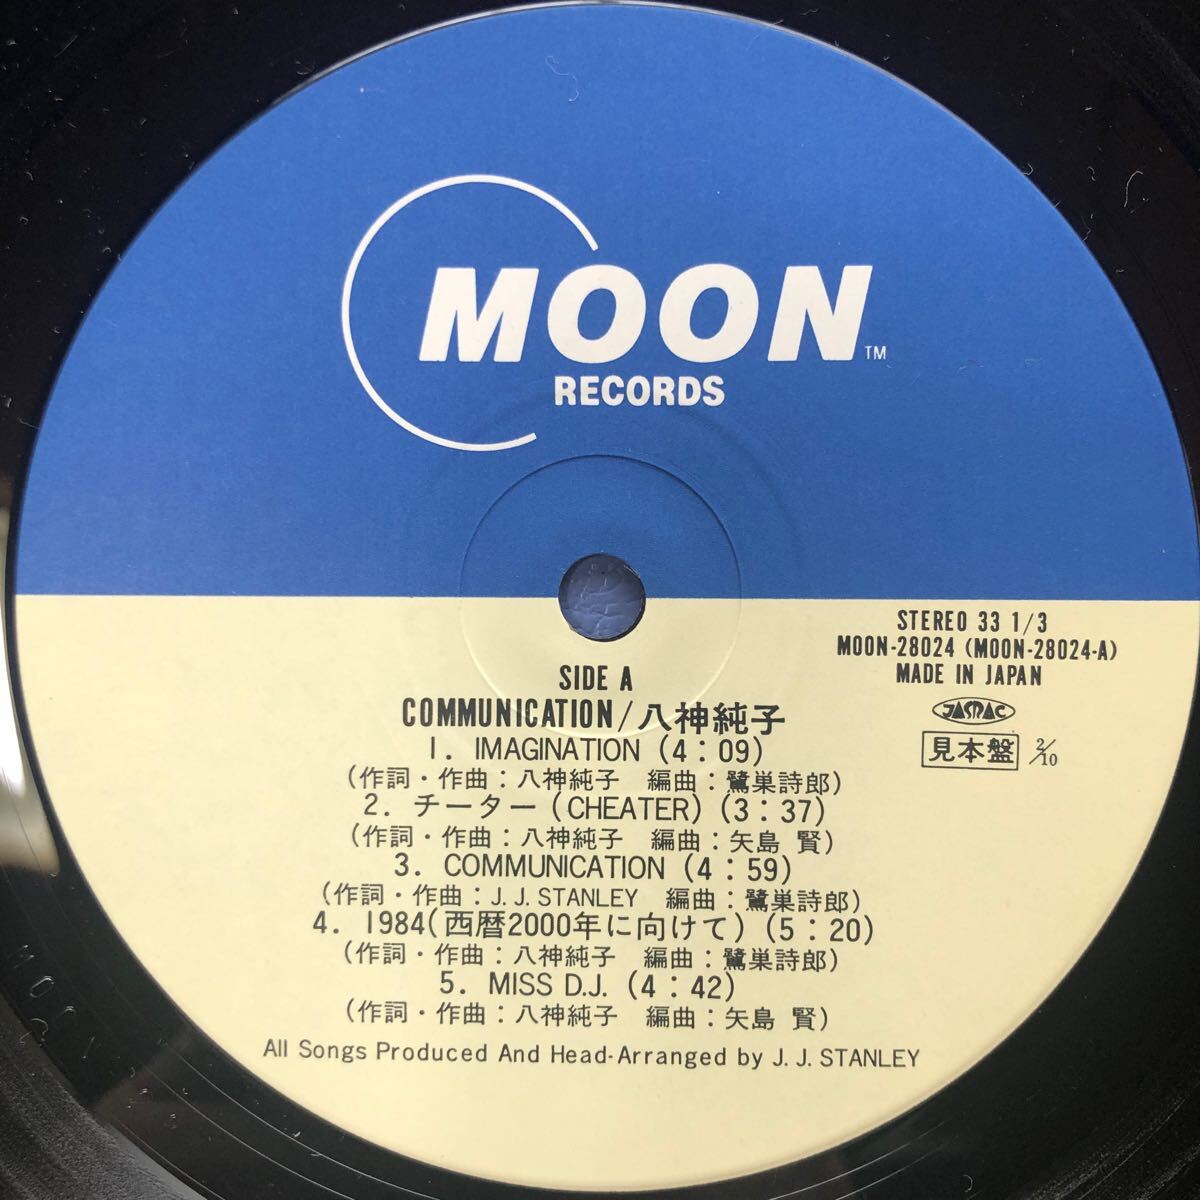 MOON TM
RECORDS
STEREO 33 1/3
MOON-28024 (MOON-28024-A)
MADE IN JAPAN
JASRAC
見本盤 2/10
SIDE A
COMMUNICATION/八神純子
1. IMAGINATION (4:09)
(作詞・作曲:八神純子 編曲:鷺巣詩郎)
2. チーター(CHEATER) (3:37)
(作詞・作曲:八神純子 編曲:矢島 賢)
3. COMMUNICATION (4:59)
(作詞・作曲:J.J.STANLEY 編曲:鷺巣詩郎)
4. 1984(西暦2000年に向けて) (5:20)
(作詞・作曲:八神純子 編曲:鷺巣詩郎)
5. MISS D.J. (4:42)
(作詞・作曲:八神純子 編曲:矢島 賢)
All Songs Produced And Head-Arranged by J. J. STANLEY